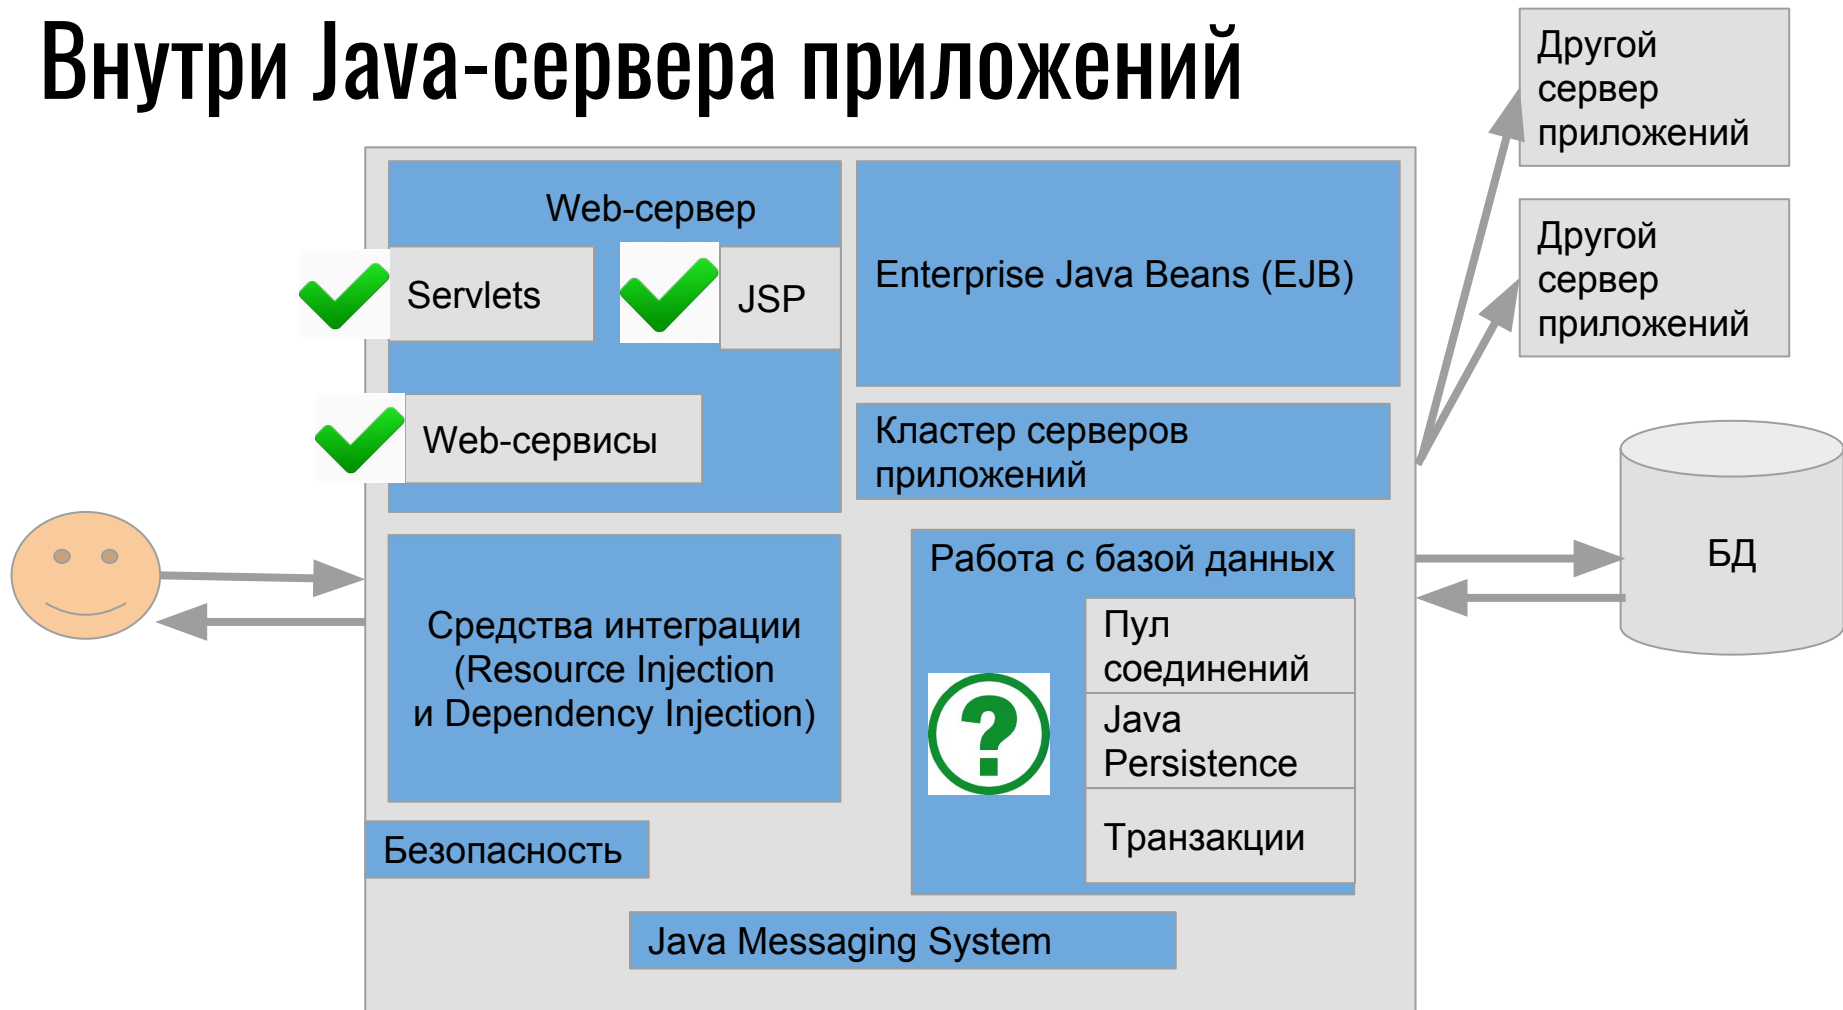 Внутри Java-сервера приложений
Другой
сервер
приложений
Web-сервер
Servlets
JSP
Web-сервисы
Enterprise Java Beans (EJB)
Другой
сервер
приложений
Кластер серверов
приложений
Средства интеграции
(Resource Injection
и Dependency Injection)
Работа с базой данных
Пул
соединений
?
Java
Persistence
Транзакции
БД
Безопасность
Java Messaging System